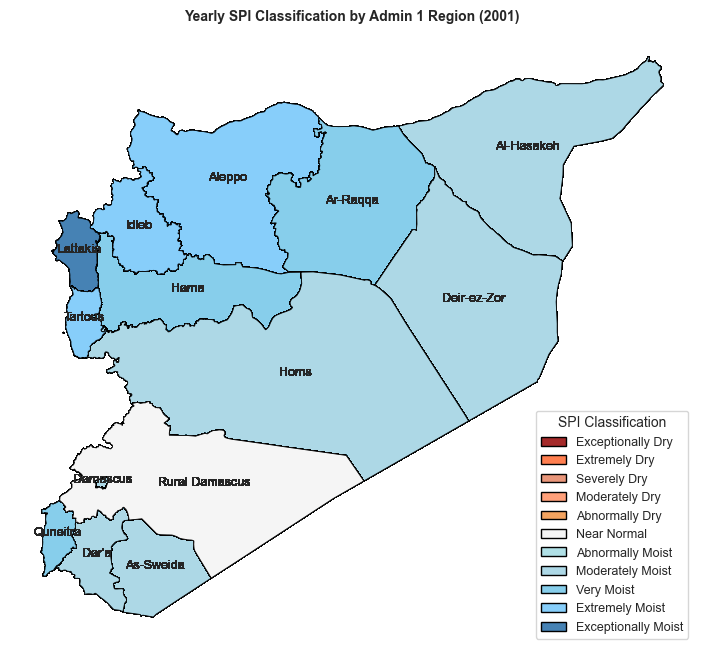 Yearly SPI Classification by Admin 1 Region (2001)
Al-Hasakeh
Aleppo
Ar-Raqqa
Idleb
Lattakia
Hama
Deir-ez-Zor
Tartous
Homs
Damascus
Rural Damascus
Quneitra
Dar'a
As-Sweida
SPI Classification
Exceptionally Dry
Extremely Dry
Severely Dry
Moderately Dry
Abnormally Dry
Near Normal
Abnormally Moist
Moderately Moist
Very Moist
Extremely Moist
Exceptionally Moist